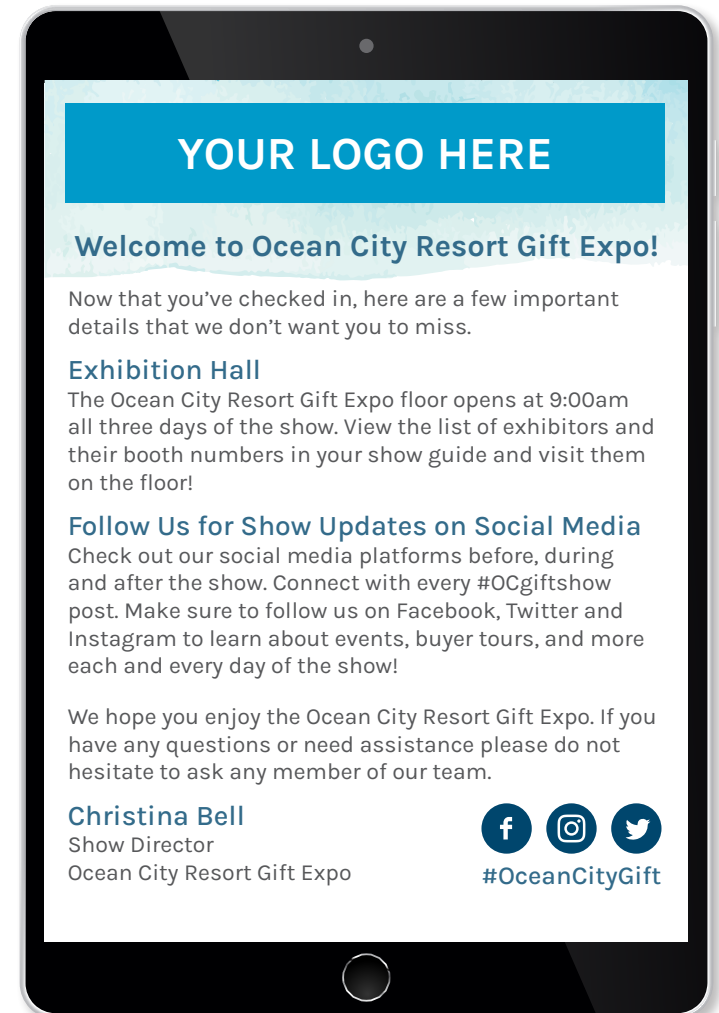 YOUR LOGO HERE
Welcome to Ocean City Resort Gift Expo!
Now that you’ve checked in, here are a few important
details that we don’t want you to miss.
Exhibition Hall
The Ocean City Resort Gift Expo floor opens at 9:00am
all three days of the show. View the list of exhibitors and
their booth numbers in your show guide and visit them
on the floor!
Follow Us for Show Updates on Social Media
Check out our social media platforms before, during
and after the show. Connect with every #OCgiftshow
post. Make sure to follow us on Facebook, Twitter and
Instagram to learn about events, buyer tours, and more
each and every day of the show!
We hope you enjoy the Ocean City Resort Gift Expo. If you
have any questions or need assistance please do not
hesitate to ask any member of our team.
Christina Bell
Show Director
Ocean City Resort Gift Expo
#OceanCityGift